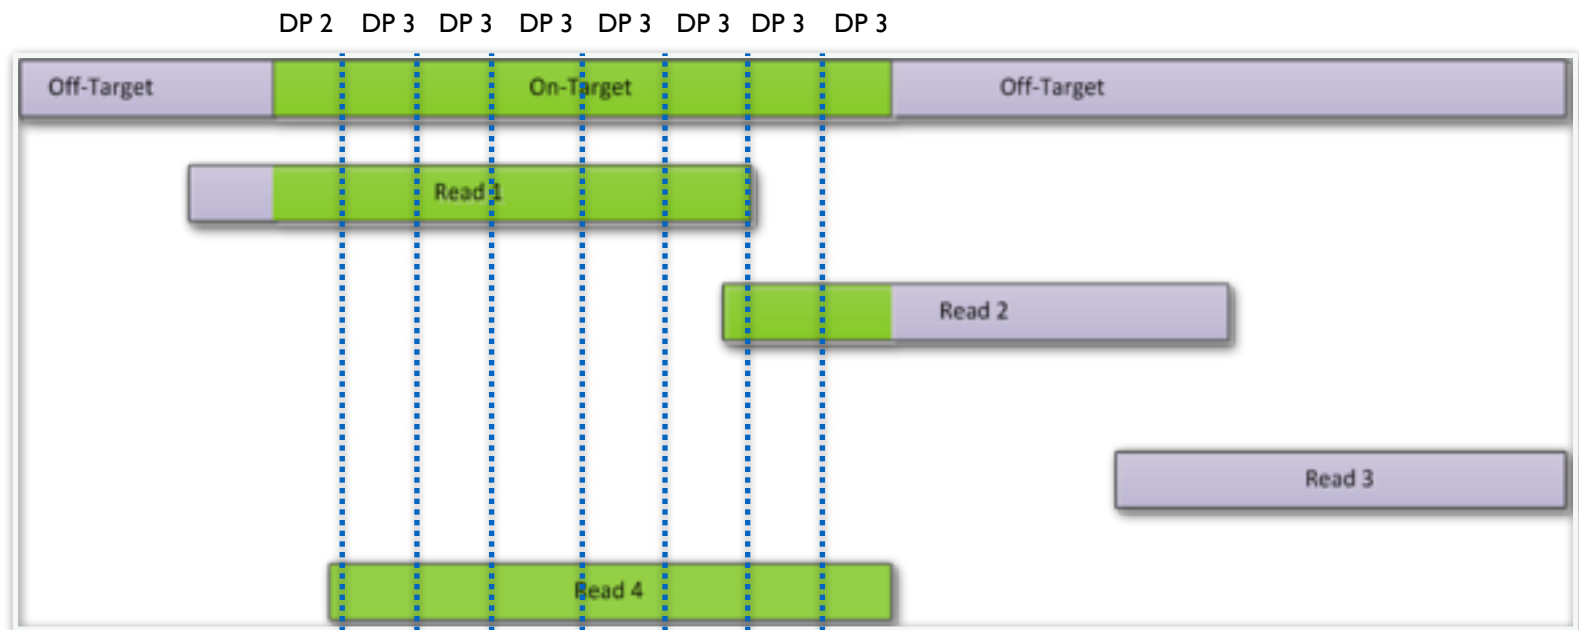 DP 2 DP 3 DP 3 DP 3 DP 3 DP 3 DP 3 DP 3
Off-Target On-Target Off-Target
Read 1
Read 2
Read 3
Read 4